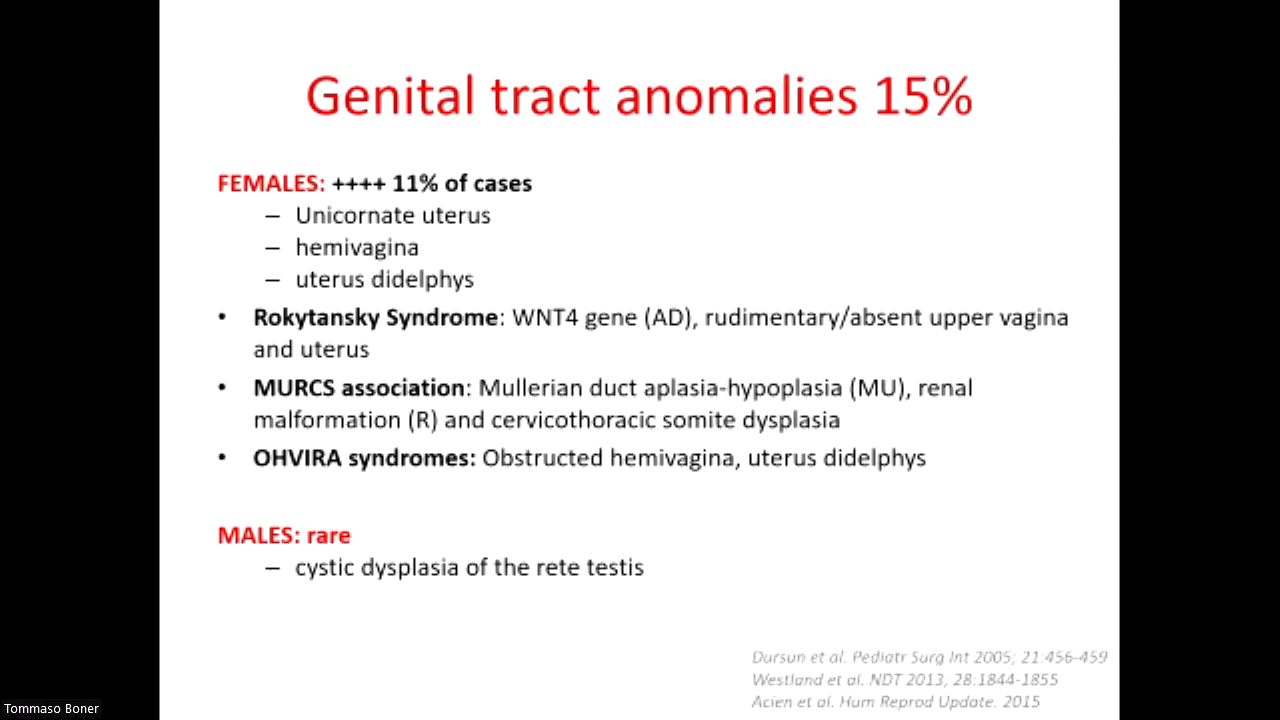 Genital tract anomalies 15%
FEMALES: ++++ 11% of cases
– Unicornate uterus
– hemivagina
– uterus didelphys
• Rokytansky Syndrome: WNT4 gene (AD), rudimentary/absent upper vagina
and uterus
• MURCS association: Mullerian duct aplasia-hypoplasia (MU), renal
malformation (R) and cervicothoracic somite dysplasia
• OHVIRA syndromes: Obstructed hemivagina, uterus didelphys
MALES: rare
– cystic dysplasia of the rete testis
Dursun et al. Pediatr Surg Int 2005; 21:456-459
Westland et al. NDT 2013; 28:1844-1855
Acien et al. Hum Reprod Update. 2015
Tommaso Boner